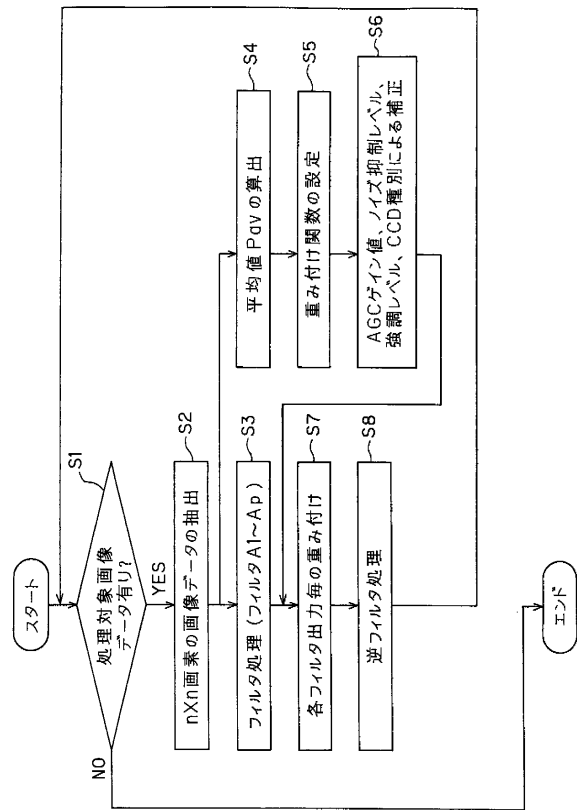 スタート
S1
処理対象画像
データ有り?
NO
YES
S2
nXn画素の画像データの抽出
S3
フィルタ処理(フィルタA1～Ap)
S4
平均値Pavの算出
S5
重み付け関数の設定
S6
AGCゲイン値、ノイズ抑制レベル、
強調レベル、CCD種別による補正
S7
各フィルタ出力毎の重み付け
S8
逆フィルタ処理
エンド